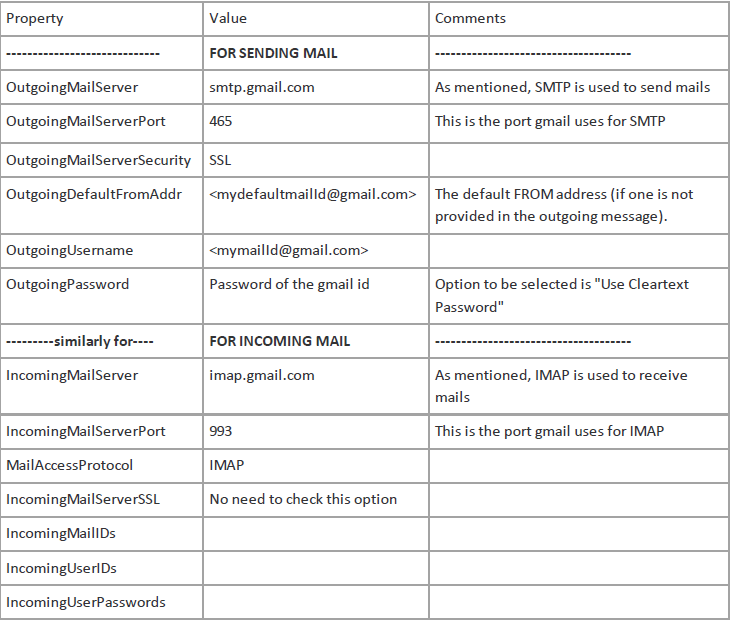 Property Value Comments
---------------------------- FOR SENDING MAIL -------------------------------------
OutgoingMailServer smtp.gmail.com As mentioned, SMTP is used to send mails
OutgoingMailServerPort 465 This is the port gmail uses for SMTP
OutgoingMailServerSecurity SSL
OutgoingDefaultFromAddr <mydefaultmailId@gmail.com> The default FROM address (if one is not
provided in the outgoing message).
OutgoingUsername <mymailId@gmail.com>
OutgoingPassword Password of the gmail id Option to be selected is "Use Cleartext
Password"
---------similarly for---- FOR INCOMING MAIL -------------------------------------
IncomingMailServer imap.gmail.com As mentioned, IMAP is used to receive
mails
IncomingMailServerPort 993 This is the port gmail uses for IMAP
MailAccessProtocol IMAP
IncomingMailServerSSL No need to check this option
IncomingMailIDs
IncomingUserIDs
IncomingUserPasswords